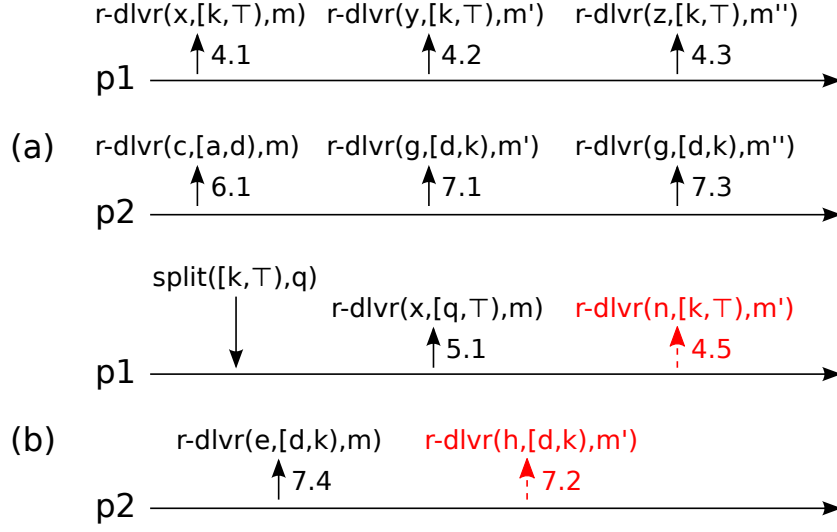 r-dlvr(x,[k,⊤),m) r-dlvr(y,[k,⊤),m') r-dlvr(z,[k,⊤),m'')
4.1 4.2 4.3
p1
(a) r-dlvr(c,[a,d),m) r-dlvr(g,[d,k),m') r-dlvr(g,[d,k),m'')
6.1 7.1 7.3
p2
split([k,⊤),q)
r-dlvr(x,[q,⊤),m) r-dlvr(n,[k,⊤),m')
5.1 4.5
p1
(b) r-dlvr(e,[d,k),m) r-dlvr(h,[d,k),m')
7.4 7.2
p2